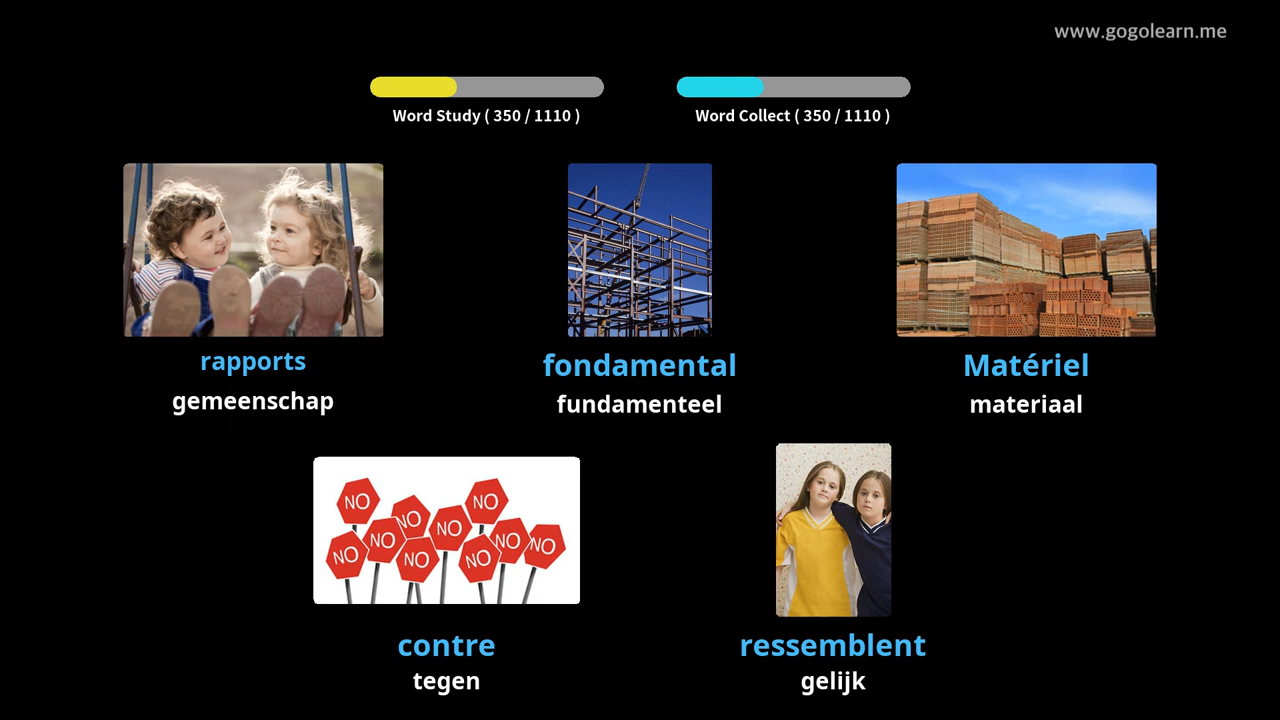 www.gogolearn.me
Word Study ( 350 / 1110 )
Word Collect ( 350 / 1110 )
rapports
gemeenschap
fondamental
fundamenteel
Matériel
materiaal
NO
NO
NO
NO
NO
NO
NO
NO
NO
NO
contre
tegen
ressemblent
gelijk